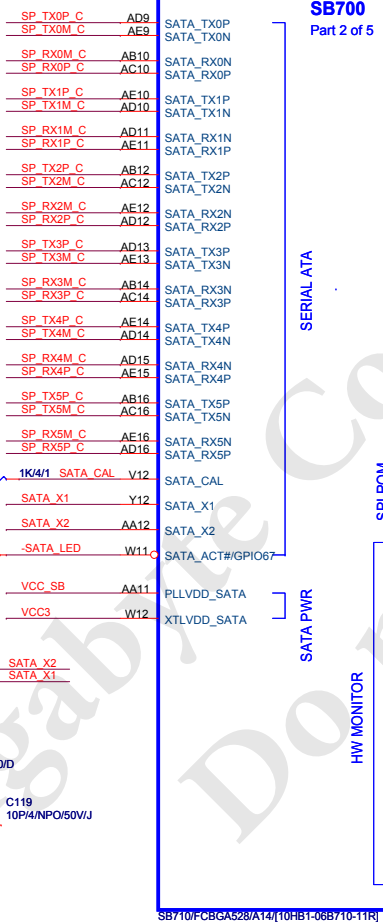 SB700
Part 2 of 5
SP_TX0P_C AD9 SATA_TX0P
SP_TX0M_C AE9 SATA_TX0N
SP_RX0M_C AB10 SATA_RX0N
SP_RX0P_C AC10 SATA_RX0P
SP_TX1P_C AE10 SATA_TX1P
SP_TX1M_C AD10 SATA_TX1N
SP_RX1M_C AD11 SATA_RX1N
SP_RX1P_C AE11 SATA_RX1P
SP_TX2P_C AB12 SATA_TX2P
SP_TX2M_C AC12 SATA_TX2N
SP_RX2M_C AE12 SATA_RX2N
SP_RX2P_C AD12 SATA_RX2P
SP_TX3P_C AD13 SATA_TX3P
SP_TX3M_C AE13 SATA_TX3N
SP_RX3M_C AB14 SATA_RX3N
SP_RX3P_C AC14 SATA_RX3P
SP_TX4P_C AE14 SATA_TX4P
SP_TX4M_C AD14 SATA_TX4N
SP_RX4M_C AD15 SATA_RX4N
SP_RX4P_C AE15 SATA_RX4P
SP_TX5P_C AB16 SATA_TX5P
SP_TX5M_C AC16 SATA_TX5N
SP_RX5M_C AE16 SATA_RX5N
SP_RX5P_C AD16 SATA_RX5P
1K/4/1 SATA_CAL V12 SATA_CAL
SATA_X1 Y12 SATA_X1
SATA_X2 AA12 SATA_X2
-SATA_LED W11 SATA_ACT#/GPIO67
VCC_SB AA11 PLLVDD_SATA
VCC3 W12 XTLVDD_SATA
SERIAL ATA
SATA PWR
SPI ROM
HW MONITOR
SATA_X2
SATA_X1
0/D
C119
10P/4/NPO/50V/J
SB710/FCBGA528/A14/[10HB1-06B710-11R]
gabyte Co
Do n